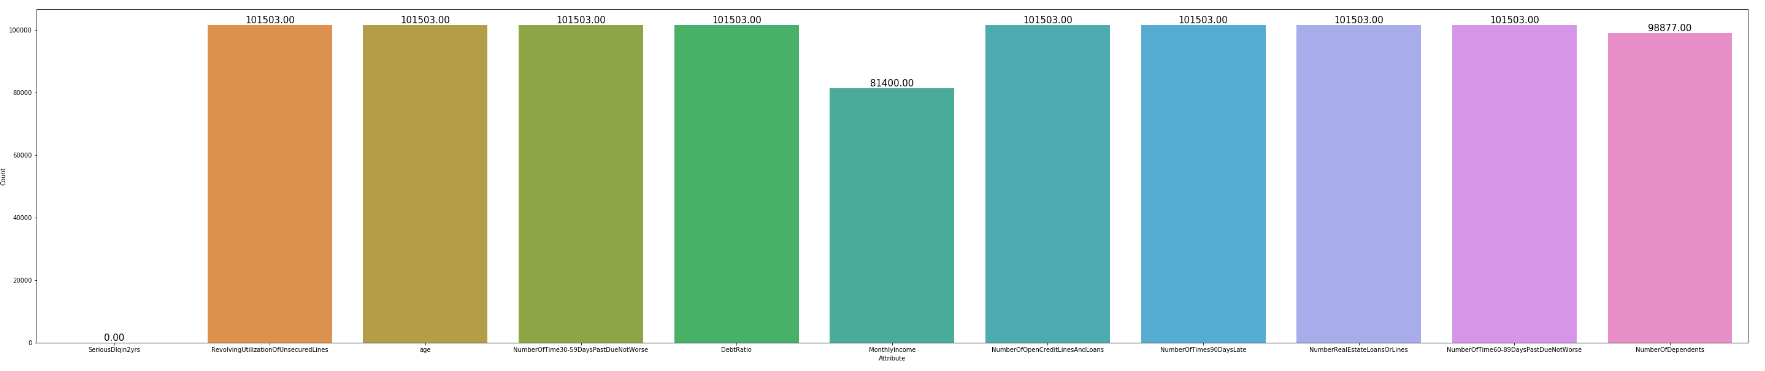 101503.00 101503.00 101503.00 101503.00 101503.00 101503.00 101503.00 101503.00
98877.00
100000
81400.00
80000
60000
Count
40000
20000
0.00
0
SeriousDlqin2yrs RevolvingUtilizationOfUnsecuredLines age NumberOfTime30-59DaysPastDueNotWorse DebtRatio MonthlyIncome NumberOfOpenCreditLinesAndLoans NumberOfTimes90DaysLate NumberRealEstateLoansOrLines NumberOfTime60-89DaysPastDueNotWorse NumberOfDependents
Attribute